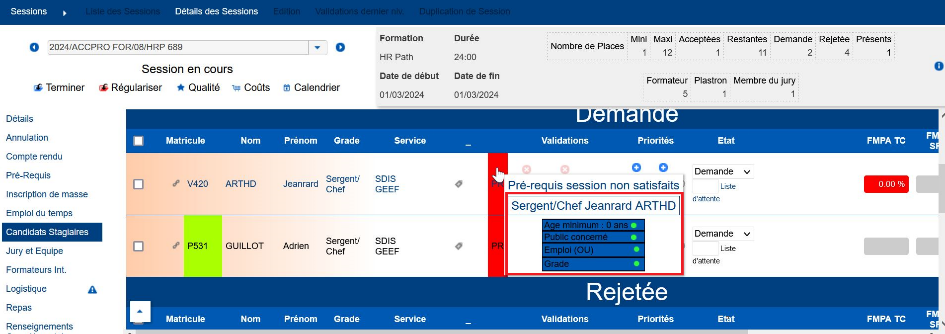 Sessions Liste des Sessions Détails des Sessions Edition Validations dernier niv... Duplication de Session
2024/ACCPRO FOR/08/HRP 689
Session en cours
Terminer Régulariser Qualité Coûts Calendrier
Formation Durée
HR Path 24:00
Date de début Date de fin
01/03/2024 01/03/2024
Nombre de Places Mini Maxi Acceptées Restantes Demande Rejetée Présents
1 12 1 11 2 4 1
Formateur Plastron Membre du jury
5 1 1
Détails
Annulation
Compte rendu
Pré-Requis
Inscription de masse
Emploi du temps
Candidats Stagiaires
Jury et Equipe
Formateurs Int.
Logistique
Repas
Renseignements
Demande
Matricule Nom Prénom Grade Service _ Validations Priorités Etat FMPA TC FM
SF
V420 ARTHD Jeanrard Sergent/
Chef SDIS
GEEF Demande
Liste
d'attente 0.00 %
Pré-requis session non satisfaits
Sergent/Chef Jeanrard ARTHD
Age minimum : 0 ans
Public concerné
Emploi (OU)
Grade
P531 GUILLOT Adrien Sergent/
Chef SDIS
GEEF PR Demande
Liste
d'attente
Rejetée
Matricule Nom Prénom Grade Service _ Validations Priorités Etat FMPA TC FM